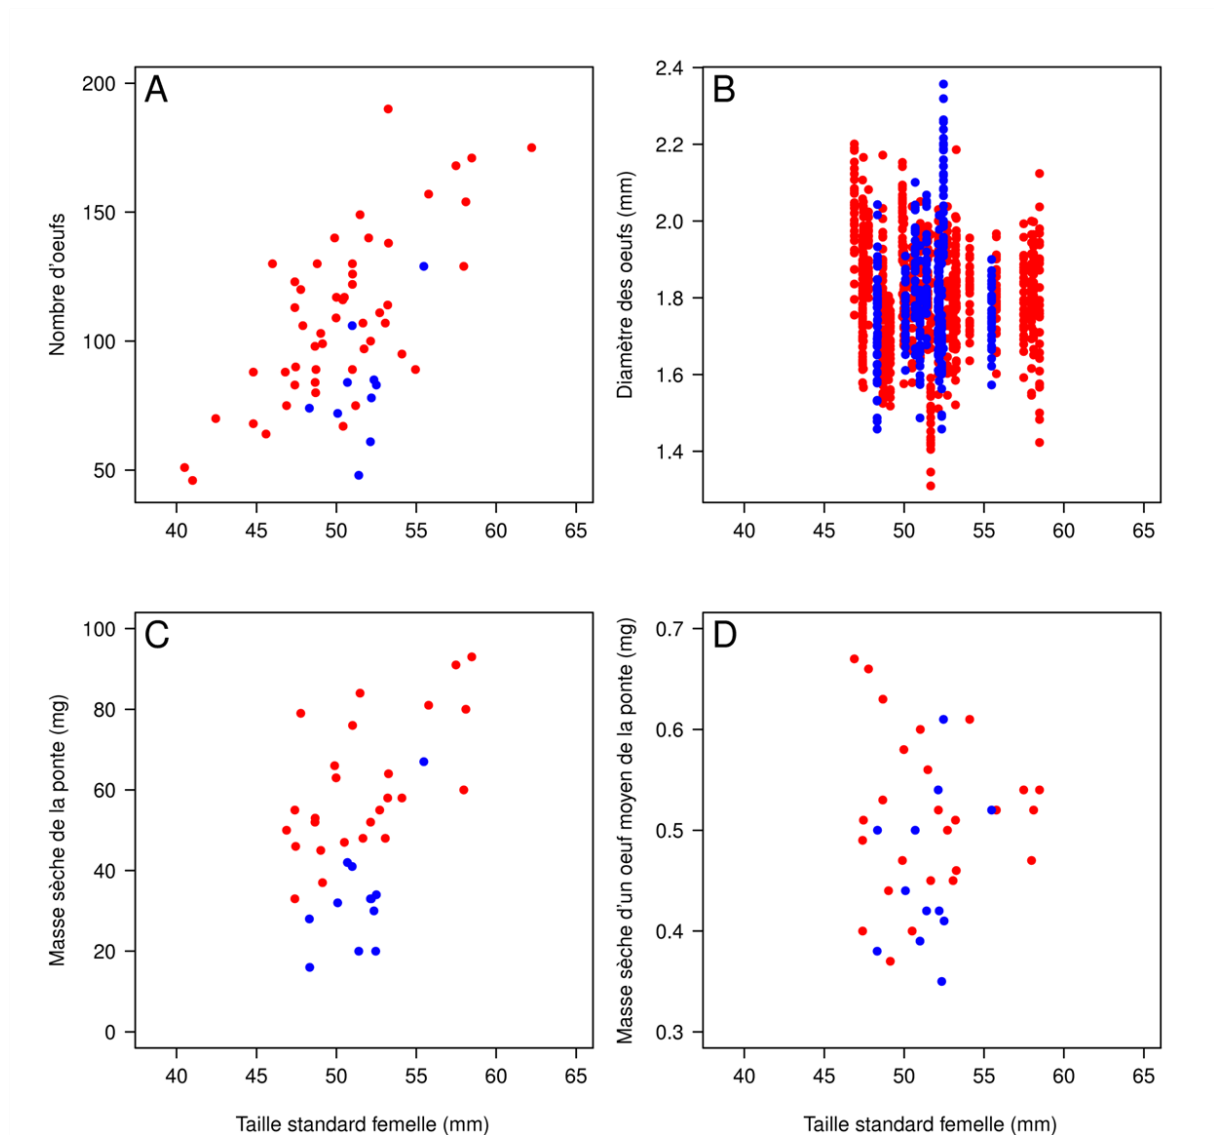 A
Nombre d'oeufs
200
150
100
50
40 45 50 55 60 65
B
Diamètre des oeufs (mm)
2.4
2.2
2.0
1.8
1.6
1.4
40 45 50 55 60 65
C
Masse sèche de la ponte (mg)
100
80
60
40
20
0
40 45 50 55 60 65
Taille standard femelle (mm)
D
Masse sèche d'un oeuf moyen de la ponte (mg)
0.7
0.6
0.5
0.4
0.3
40 45 50 55 60 65
Taille standard femelle (mm)